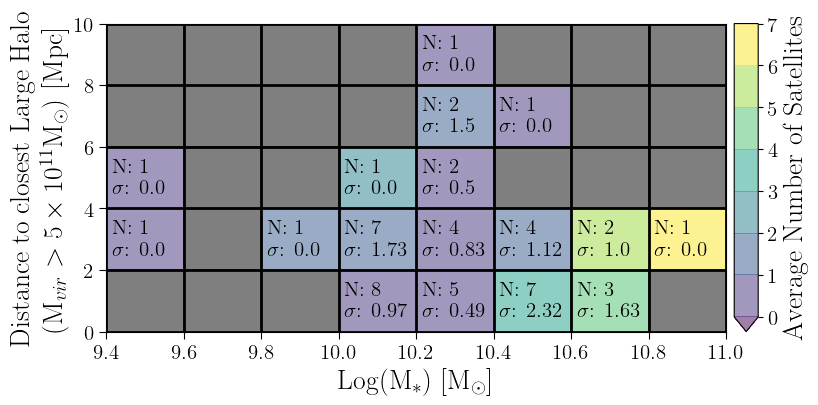 Distance to closest Large Halo
(M_vir > 5 × 10^11 M_⊙) [Mpc]
10
8
6
4
2
0
N: 1
σ: 0.0
N: 2
σ: 1.5
N: 1
σ: 0.0
N: 1
σ: 0.0
N: 1
σ: 0.0
N: 2
σ: 0.5
N: 1
σ: 0.0
N: 1
σ: 0.0
N: 7
σ: 1.73
N: 4
σ: 0.83
N: 4
σ: 1.12
N: 2
σ: 1.0
N: 1
σ: 0.0
N: 8
σ: 0.97
N: 5
σ: 0.49
N: 7
σ: 2.32
N: 3
σ: 1.63
9.4 9.6 9.8 10.0 10.2 10.4 10.6 10.8 11.0
Log(M_*) [M_⊙]
7
6
5
4
3
2
1
0
Average Number of Satellites